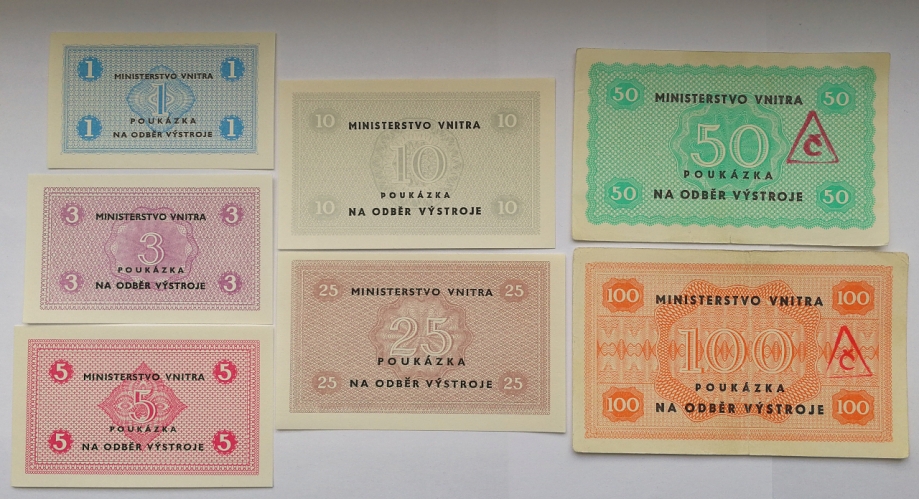 1 1
MINISTERSTVO VNITRA
1
POUKÁZKA
NA ODBĚR VÝSTROJE
1 1
3 3
MINISTERSTVO VNITRA
3
POUKÁZKA
NA ODBĚR VÝSTROJE
3 3
5 5
MINISTERSTVO VNITRA
5
POUKÁZKA
NA ODBĚR VÝSTROJE
5 5
10 10
MINISTERSTVO VNITRA
10
POUKÁZKA
NA ODBĚR VÝSTROJE
10 10
25 25
MINISTERSTVO VNITRA
25
POUKÁZKA
NA ODBĚR VÝSTROJE
25 25
50 50
MINISTERSTVO VNITRA
50
Č
POUKÁZKA
NA ODBĚR VÝSTROJE
50 50
100 100
MINISTERSTVO VNITRA
100
Č
POUKÁZKA
NA ODBĚR VÝSTROJE
100 100